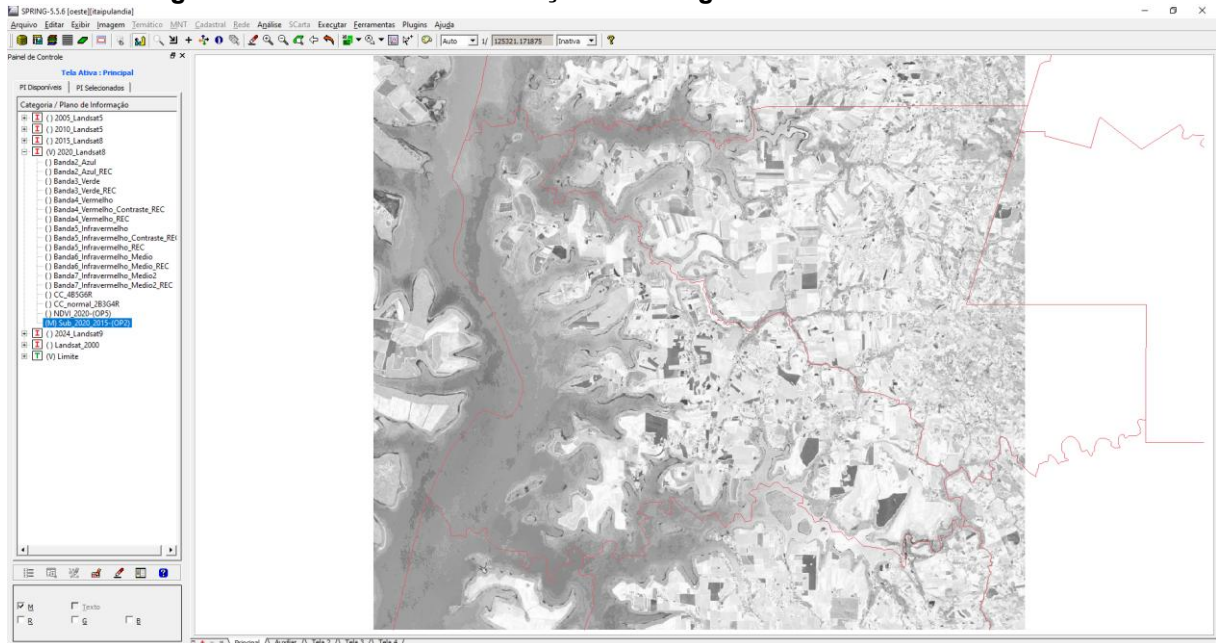 SPRING-5.5.6 [oeste][itaipulandia]
Arquivo Editar Exibir Imagem Temático MNT Cadastral Rede Análise SCarta Executar Ferramentas Plugins Ajuda
Auto 1/ 125321.171875 Inativa
Painel de Controle
Tela Ativa : Principal
PI Disponíveis PI Selecionados
Categoria / Plano de Informação
( ) 2005_Landsat5
( ) 2010_Landsat5
( ) 2015_Landsat8
(V) 2020_Landsat8
( ) Banda2_Azul
( ) Banda2_Azul_REC
( ) Banda3_Verde
( ) Banda3_Verde_REC
( ) Banda4_Vermelho
( ) Banda4_Vermelho_Contraste_REC
( ) Banda4_Vermelho_REC
( ) Banda5_Infravermelho
( ) Banda5_Infravermelho_Contraste_RE
( ) Banda5_Infravermelho_REC
( ) Banda6_Infravermelho_Medio
( ) Banda6_Infravermelho_Medio_REC
( ) Banda7_Infravermelho_Medio2
( ) Banda7_Infravermelho_Medio2_REC
( ) CC_4B5G6R
( ) CC_normal_2B3G4R
( ) NDVI_2020-(OP5)
(M) Sub_2020_2015-(OP2)
( ) 2024_Landsat9
( ) Landsat_2000
(V) Limite
M Texto
R G B
Principal Auxiliar Tela 2 Tela 3 Tela 4